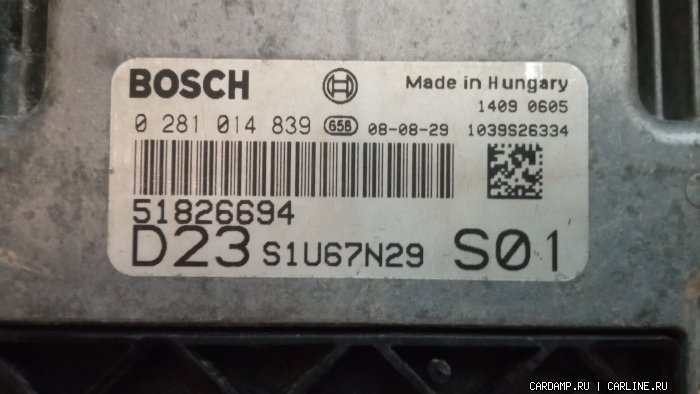 BOSCH Made in Hungary
1409 0605
0 281 014 839 658 08-08-29 1039S26334
51826694
D23 S1U67N29 S01
CARDAMP.RU | CARLINE.RU